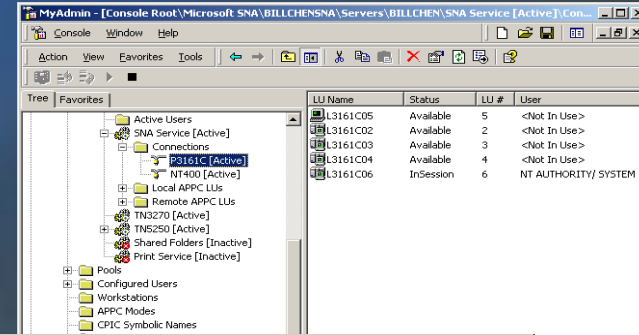 MyAdmin - [Console Root\Microsoft SNA\BILLCHENSNA\Servers\BILLCHEN\SNA Service [Active]\Con...
Console Window Help
Action View Favorites Tools
Tree Favorites
Active Users
SNA Service [Active]
Connections
P3161C [Active]
NT400 [Active]
Local APPC LUs
Remote APPC LUs
TN3270 [Active]
TN5250 [Active]
Shared Folders [Inactive]
Print Service [Inactive]
Pools
Configured Users
Workstations
APPC Modes
CPIC Symbolic Names
LU Name Status LU # User
L3161C05 Available 5 <Not In Use>
L3161C02 Available 2 <Not In Use>
L3161C03 Available 3 <Not In Use>
L3161C04 Available 4 <Not In Use>
L3161C06 InSession 6 NT AUTHORITY/ SYSTEM